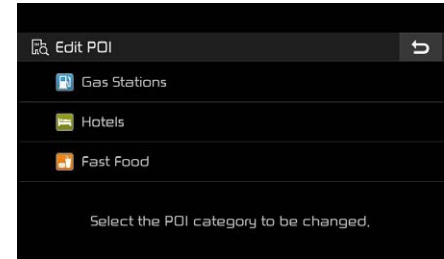 Edit POI
Gas Stations
Hotels
Fast Food
Select the POI category to be changed,